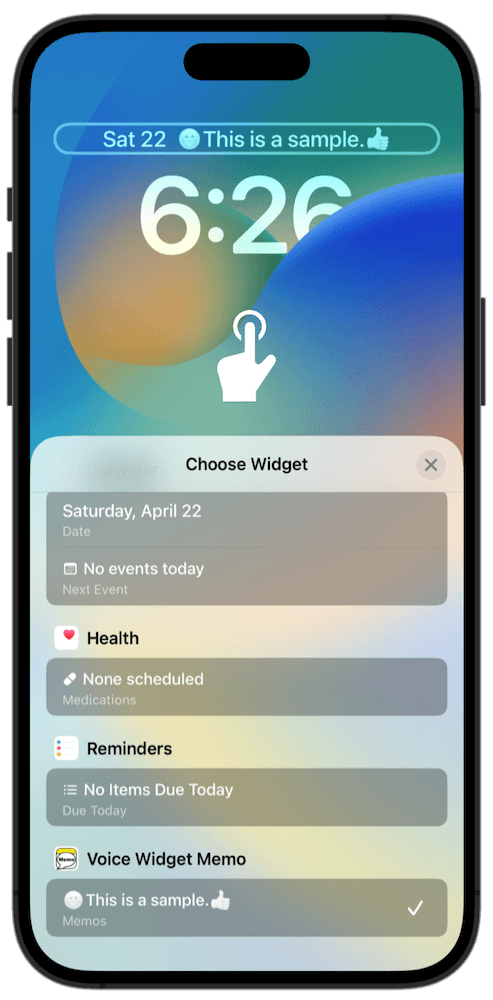 Sat 22 😁This is a sample.👍
6:26
Calendar
Choose Widget
Saturday, April 22
Date
No events today
Next Event
Health
None scheduled
Medications
Reminders
No Items Due Today
Due Today
Memo
Voice Widget Memo
😁This is a sample.👍
Memos